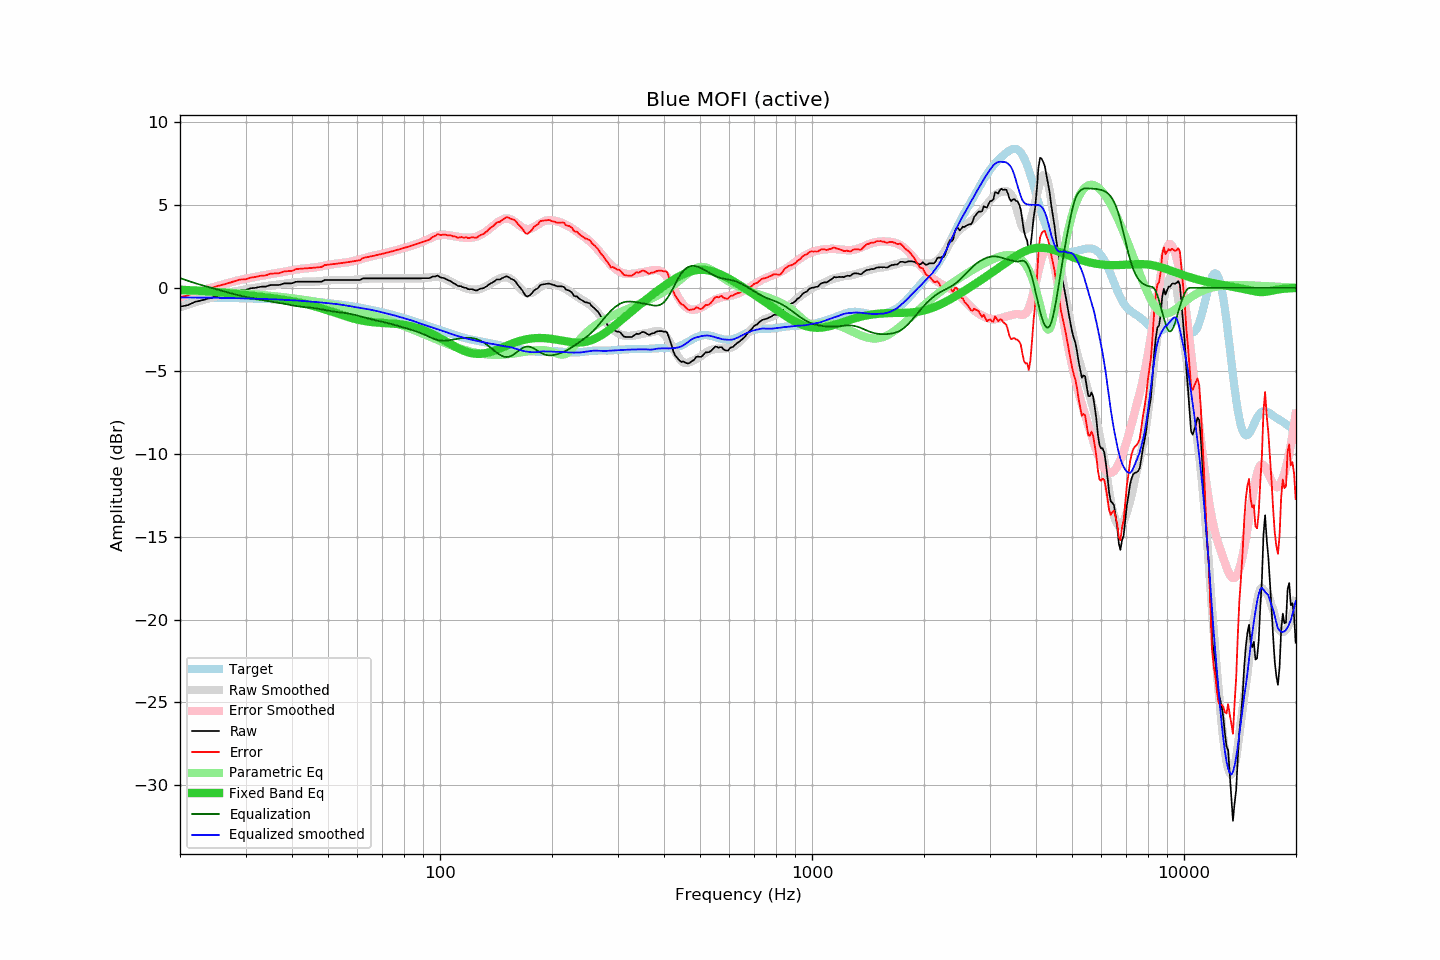 Blue MOFI (active)
10
5
0
−5
−10
−15
−20
−25
−30
Amplitude (dBr)
Target
Raw Smoothed
Error Smoothed
Raw
Error
Parametric Eq
Fixed Band Eq
Equalization
Equalized smoothed
100
1000
10000
Frequency (Hz)